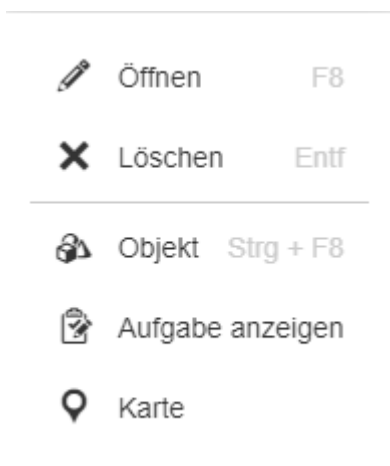 Öffnen F8
Löschen Entf
Objekt Strg + F8
Aufgabe anzeigen
Karte